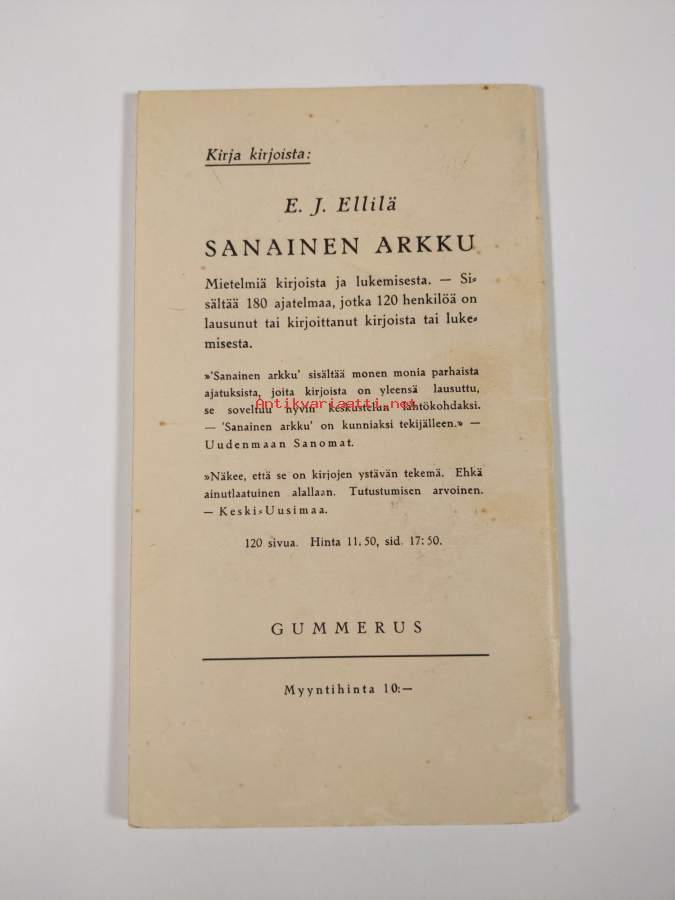 Kirja kirjoista:
E. J. Ellilä
SANAINEN ARKKU
Mietelmiä kirjoista ja lukemisesta. — Si-
sältää 180 ajatelmaa, jotka 120 henkilöä on
lausunut tai kirjoittanut kirjoista tai luke-
misesta.
»'Sanainen arkku' sisältää monen monia parhaista
ajatuksista, joita kirjoista on yleensä lausuttu,
se soveltuu hyvin keskustelun lähtökohdaksi.
Antikvariaatti.net
— 'Sanainen arkku' on kunniaksi tekijälleen.» —
Uudenmaan Sanomat.
»Näkee, että se on kirjojen ystävän tekemä. Ehkä
ainutlaatuinen alallaan. Tutustumisen arvoinen.
— Keski-Uusimaa.
120 sivua. Hinta 11:50, sid. 17:50.
GUMMERUS
Myyntihinta 10:—